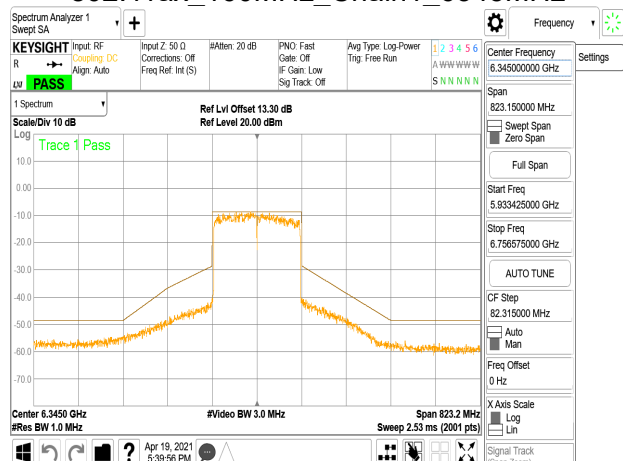 Spectrum Analyzer 1
Swept SA
Frequency
KEYSIGHT
R
LXI
PASS
Input: RF
Coupling: DC
Align: Auto
Input Z: 50 Ω
Corrections: Off
Freq Ref: Int (S)
#Atten: 20 dB
PNO: Fast
Gate: Off
IF Gain: Low
Sig Track: Off
Avg Type: Log-Power
Trig: Free Run
1 2 3 4 5 6
A W W W W W
S N N N N N
Center Frequency
6.345000000 GHz
Settings
Span
823.150000 MHz
Swept Span
Zero Span
Full Span
Start Freq
5.933425000 GHz
Stop Freq
6.756575000 GHz
AUTO TUNE
CF Step
82.315000 MHz
Auto
Man
Freq Offset
0 Hz
X Axis Scale
Log
Lin
Signal Track
1 Spectrum
Scale/Div 10 dB
Ref Lvl Offset 13.30 dB
Ref Level 20.00 dBm
Log
Trace 1 Pass
10.0
0.00
-10.0
-20.0
-30.0
-40.0
-50.0
-60.0
-70.0
Center 6.3450 GHz
#Res BW 1.0 MHz
#Video BW 3.0 MHz
Span 823.2 MHz
Sweep 2.53 ms (2001 pts)
Apr 19, 2021
5:39:56 PM